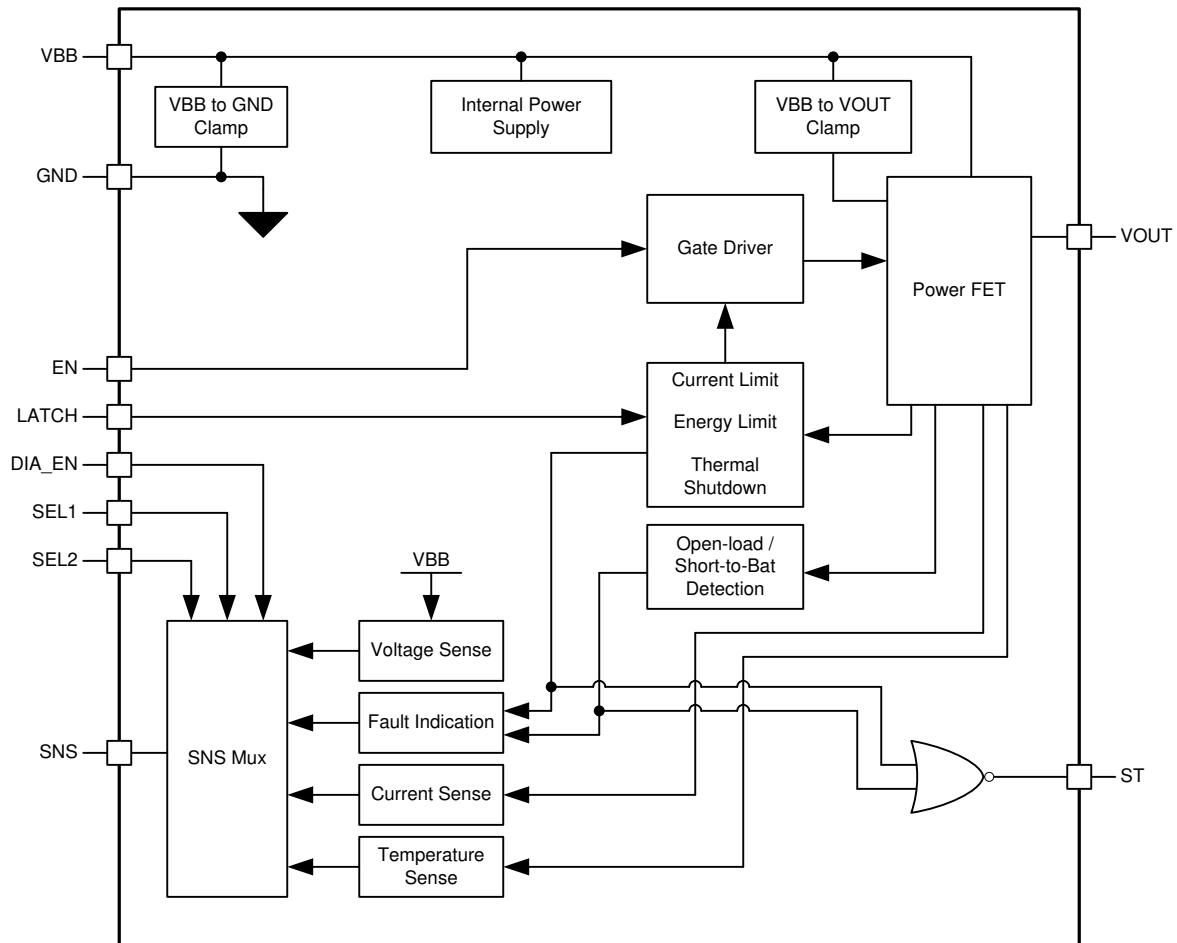 VBB
VBB to GND
Clamp
Internal Power
Supply
VBB to VOUT
Clamp
GND
Gate Driver
Power FET
VOUT
EN
LATCH
Current Limit
Energy Limit
Thermal
Shutdown
DIA_EN
SEL1
SEL2
Open-load /
Short-to-Bat
Detection
VBB
Voltage Sense
Fault Indication
SNS
SNS Mux
Current Sense
ST
Temperature
Sense